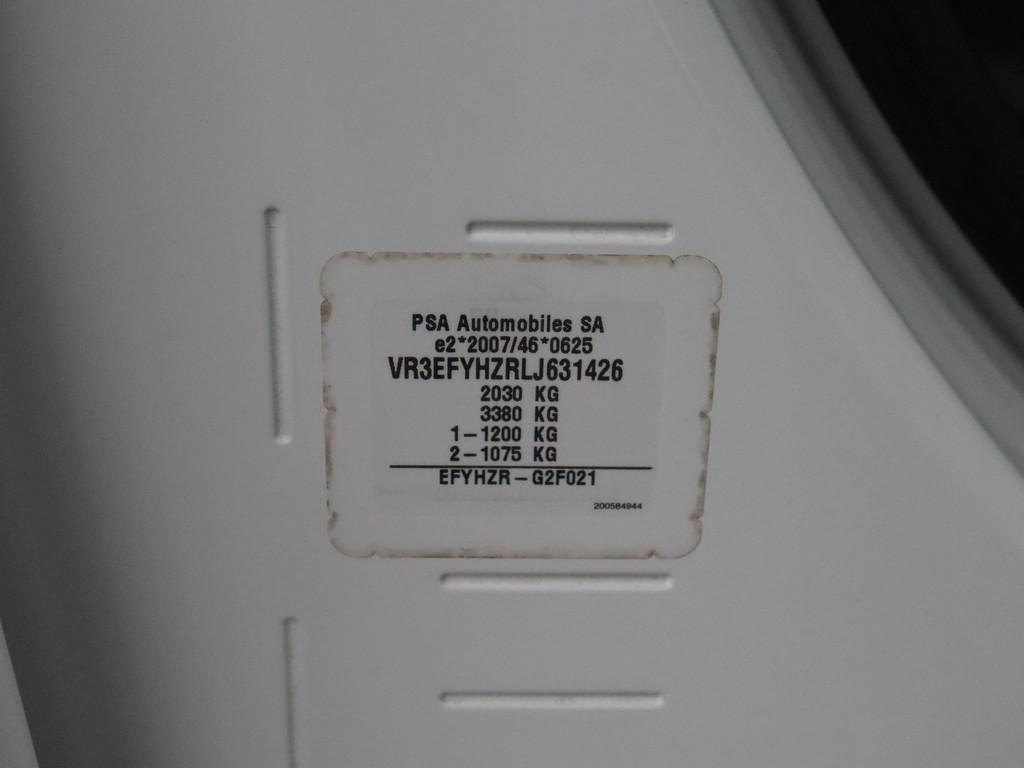 PSA Automobiles SA
e2*2007/46*0625
VR3EFYHZRLJ631426
2030 KG
3380 KG
1-1200 KG
2-1075 KG
EFYHZR-G2F021
200584944